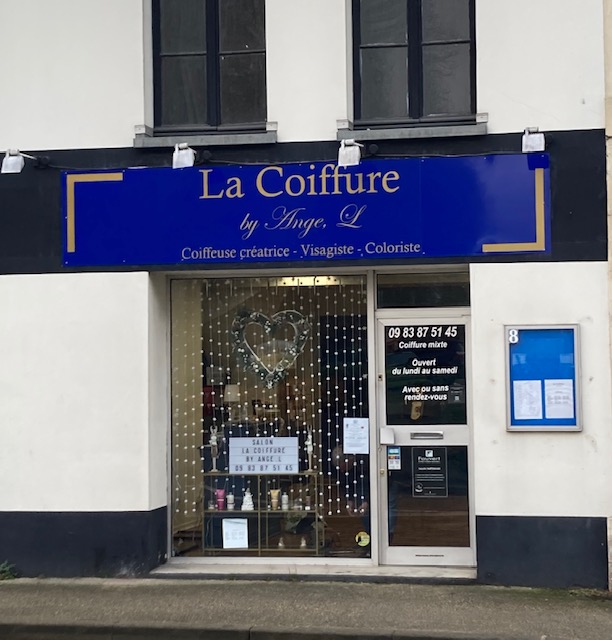 La Coiffure
by Ange. L
Coiffeuse créatrice - Visagiste - Coloriste
09 83 87 51 45
Coiffure mixte
Ouvert
du lundi au samedi
Avec ou sans
rendez-vous
8
SALON
LA COIFFURE
BY ANGE.L
09 83 87 51 45